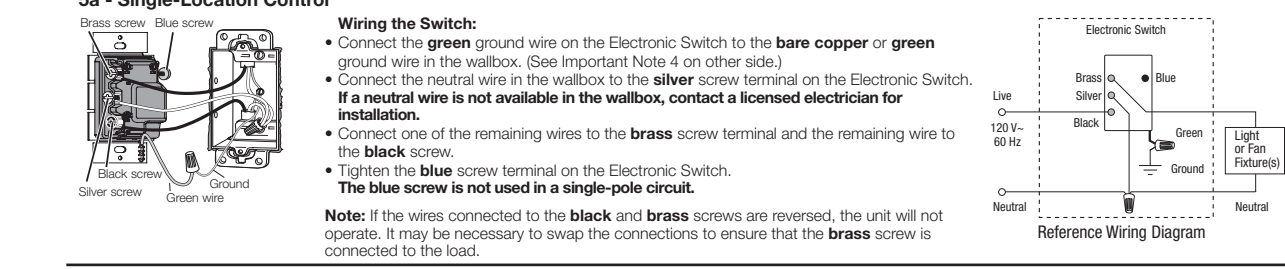 5a - Single-Location Control
Brass screw Blue screw
Black screw
Silver screw
Ground
Green wire
Wiring the Switch:
• Connect the green ground wire on the Electronic Switch to the bare copper or green
ground wire in the wallbox. (See Important Note 4 on other side.)
• Connect the neutral wire in the wallbox to the silver screw terminal on the Electronic Switch.
If a neutral wire is not available in the wallbox, contact a licensed electrician for
installation.
• Connect one of the remaining wires to the brass screw terminal and the remaining wire to
the black screw.
• Tighten the blue screw terminal on the Electronic Switch.
The blue screw is not used in a single-pole circuit.
Note: If the wires connected to the black and brass screws are reversed, the unit will not
operate. It may be necessary to swap the connections to ensure that the brass screw is
connected to the load.
Electronic Switch
Brass
Blue
Silver
Black
Live
120 V~
60 Hz
Green
Ground
Light
or Fan
Fixture(s)
Neutral
Neutral
Reference Wiring Diagram